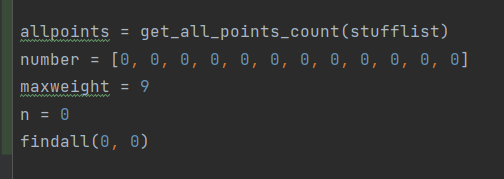 allpoints = get_all_points_count(stufflist)
number = [0, 0, 0, 0, 0, 0, 0, 0, 0, 0, 0, 0]
maxweight = 9
n = 0
findall(0, 0)